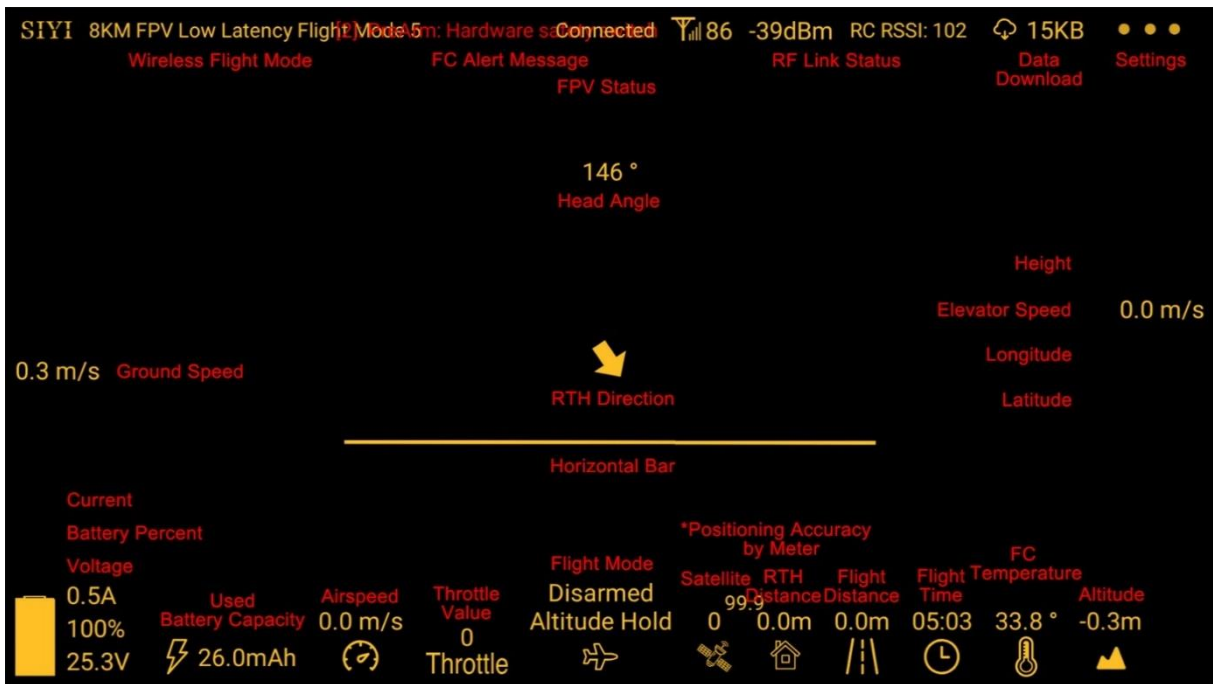 SIYI 8KM FPV Low Latency Flight Mode 5 [2] PreArm: Hardware safety switch Connected 86 -39dBm RC RSSI: 102 15KB
Wireless Flight Mode FC Alert Message RF Link Status Data Download Settings
FPV Status
146 °
Head Angle
Height
Elevator Speed 0.0 m/s
Longitude
0.3 m/s Ground Speed
RTH Direction
Latitude
Horizontal Bar
Current
Battery Percent
Voltage
0.5A
100%
25.3V
Used
Battery Capacity
26.0mAh
Airspeed
0.0 m/s
Throttle
Value
0
Throttle
Flight Mode
Disarmed
Altitude Hold
*Positioning Accuracy
by Meter
Satellite
99.9
0
RTH
Distance
0.0m
Flight
Distance
0.0m
Flight
Time
05:03
FC
Temperature
33.8 °
Altitude
-0.3m